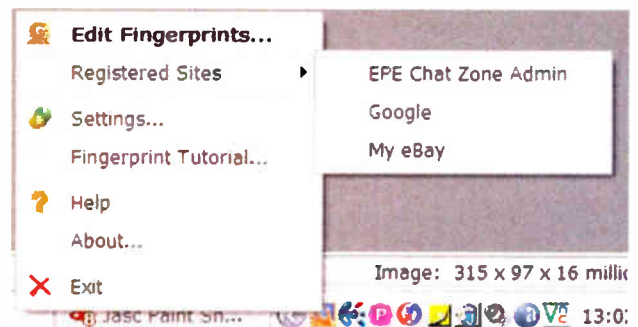 Edit Fingerprints...
Registered Sites
EPE Chat Zone Admin
Google
My eBay
Settings...
Fingerprint Tutorial...
Help
About...
Exit
Image: 315 x 97 x 16 millic
Jasc Paint Sh...
13:0